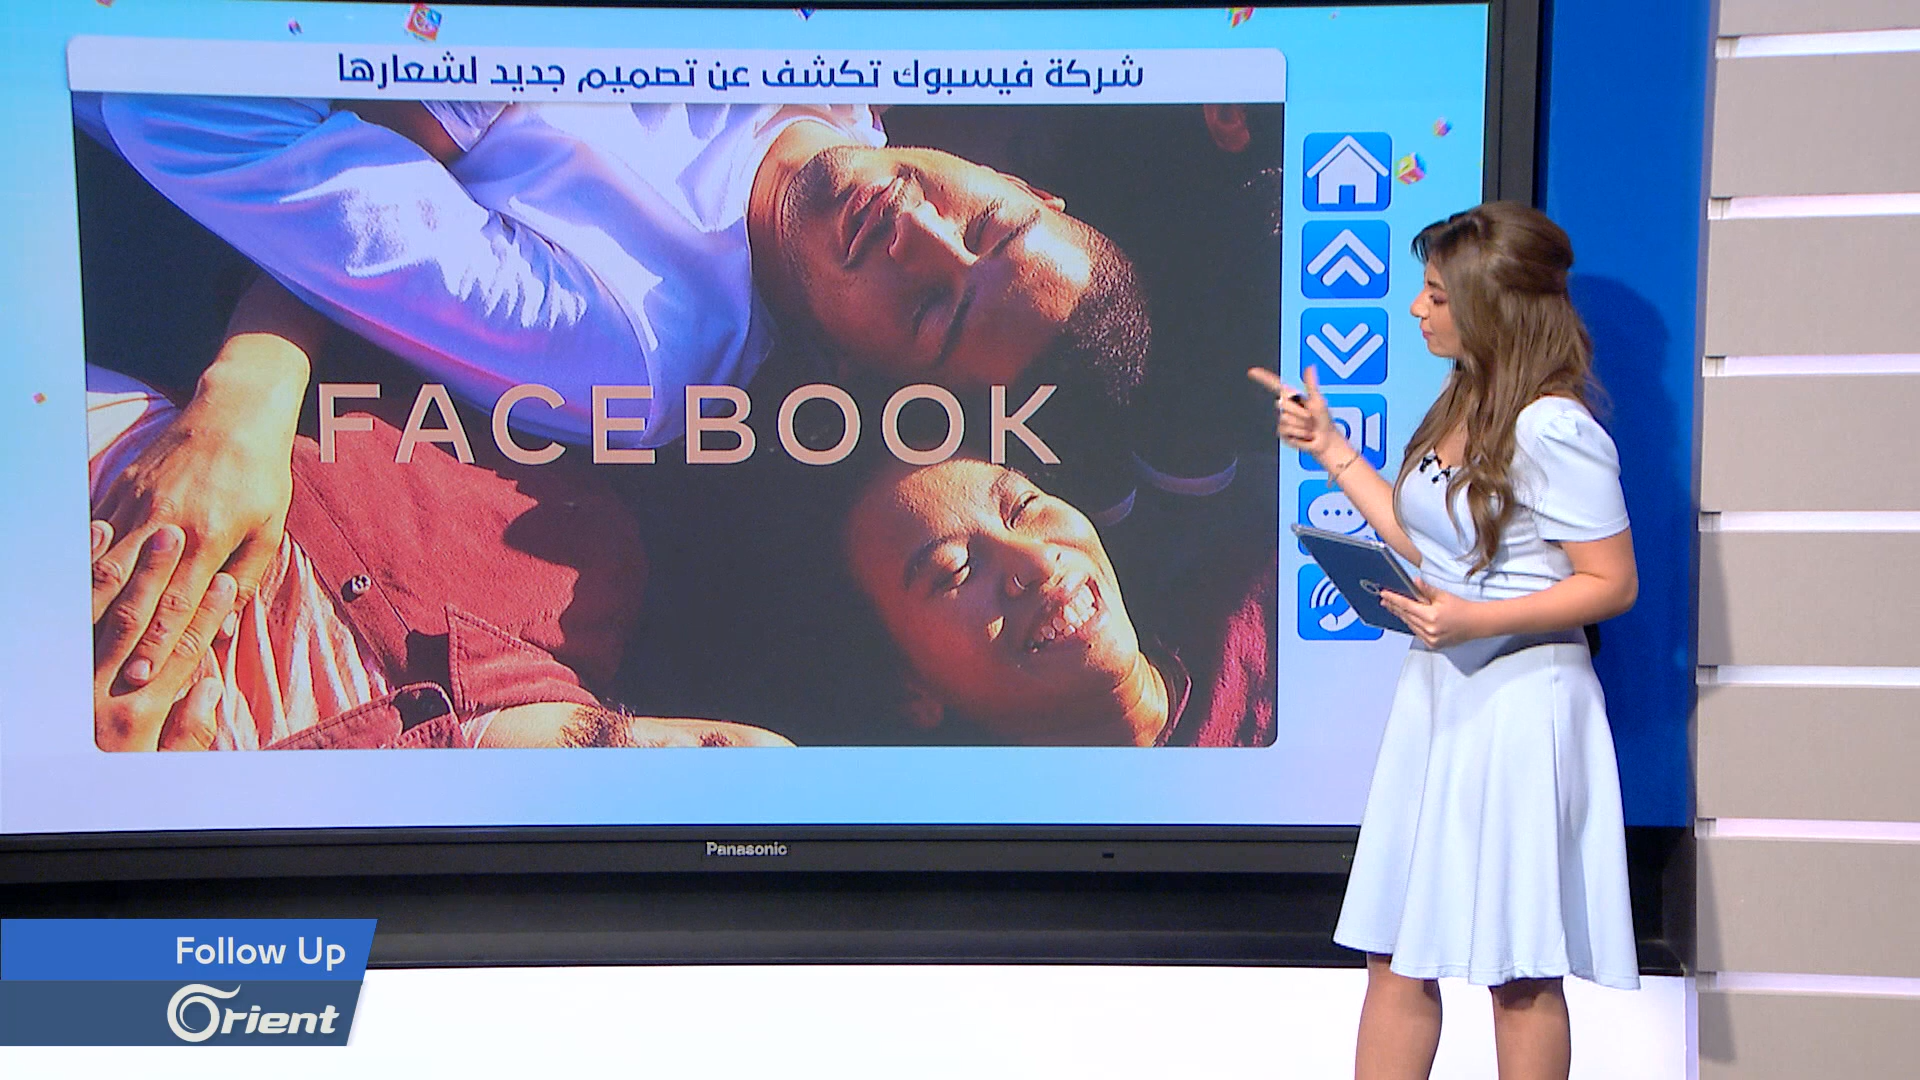 شركة فيسبوك تكشف عن تصميم جديد لشعارها
FACEBOOK
Panasonic
Follow Up
Orient